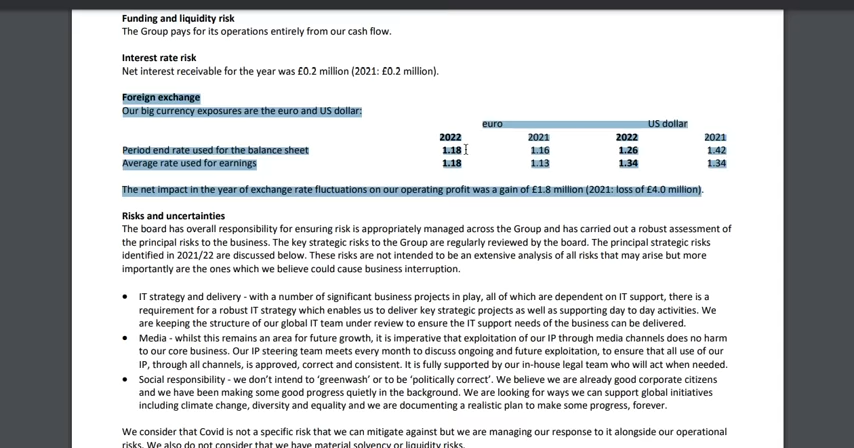 Funding and liquidity risk
The Group pays for its operations entirely from our cash flow.
Interest rate risk
Net interest receivable for the year was £0.2 million (2021: £0.2 million).
Foreign exchange
Our big currency exposures are the euro and US dollar:
euro US dollar
2022 2021 2022 2021
Period end rate used for the balance sheet 1.18 1.16 1.26 1.42
Average rate used for earnings 1.18 1.13 1.34 1.34
The net impact in the year of exchange rate fluctuations on our operating profit was a gain of £1.8 million (2021: loss of £4.0 million).
Risks and uncertainties
The board has overall responsibility for ensuring risk is appropriately managed across the Group and has carried out a robust assessment of
the principal risks to the business. The key strategic risks to the Group are regularly reviewed by the board. The principal strategic risks
identified in 2021/22 are discussed below. These risks are not intended to be an extensive analysis of all risks that may arise but more
importantly are the ones which we believe could cause business interruption.
• IT strategy and delivery - with a number of significant business projects in play, all of which are dependent on IT support, there is a
requirement for a robust IT strategy which enables us to deliver key strategic projects as well as supporting day to day activities. We
are keeping the structure of our global IT team under review to ensure the IT support needs of the business can be delivered.
• Media - whilst this remains an area for future growth, it is imperative that exploitation of our IP through media channels does no harm
to our core business. Our IP steering team meets every month to discuss ongoing and future exploitation, to ensure that all use of our
IP, through all channels, is approved, correct and consistent. It is fully supported by our in-house legal team who will act when needed.
• Social responsibility - we don't intend to 'greenwash' or to be 'politically correct'. We believe we are already good corporate citizens
and we have been making some good progress quietly in the background. We are looking for ways we can support global initiatives
including climate change, diversity and equality and we are documenting a realistic plan to make some progress, forever.
We consider that Covid is not a specific risk that we can mitigate against but we are managing our response to it alongside our operational
risks. We also do not consider that we have material solvency or liquidity risks.